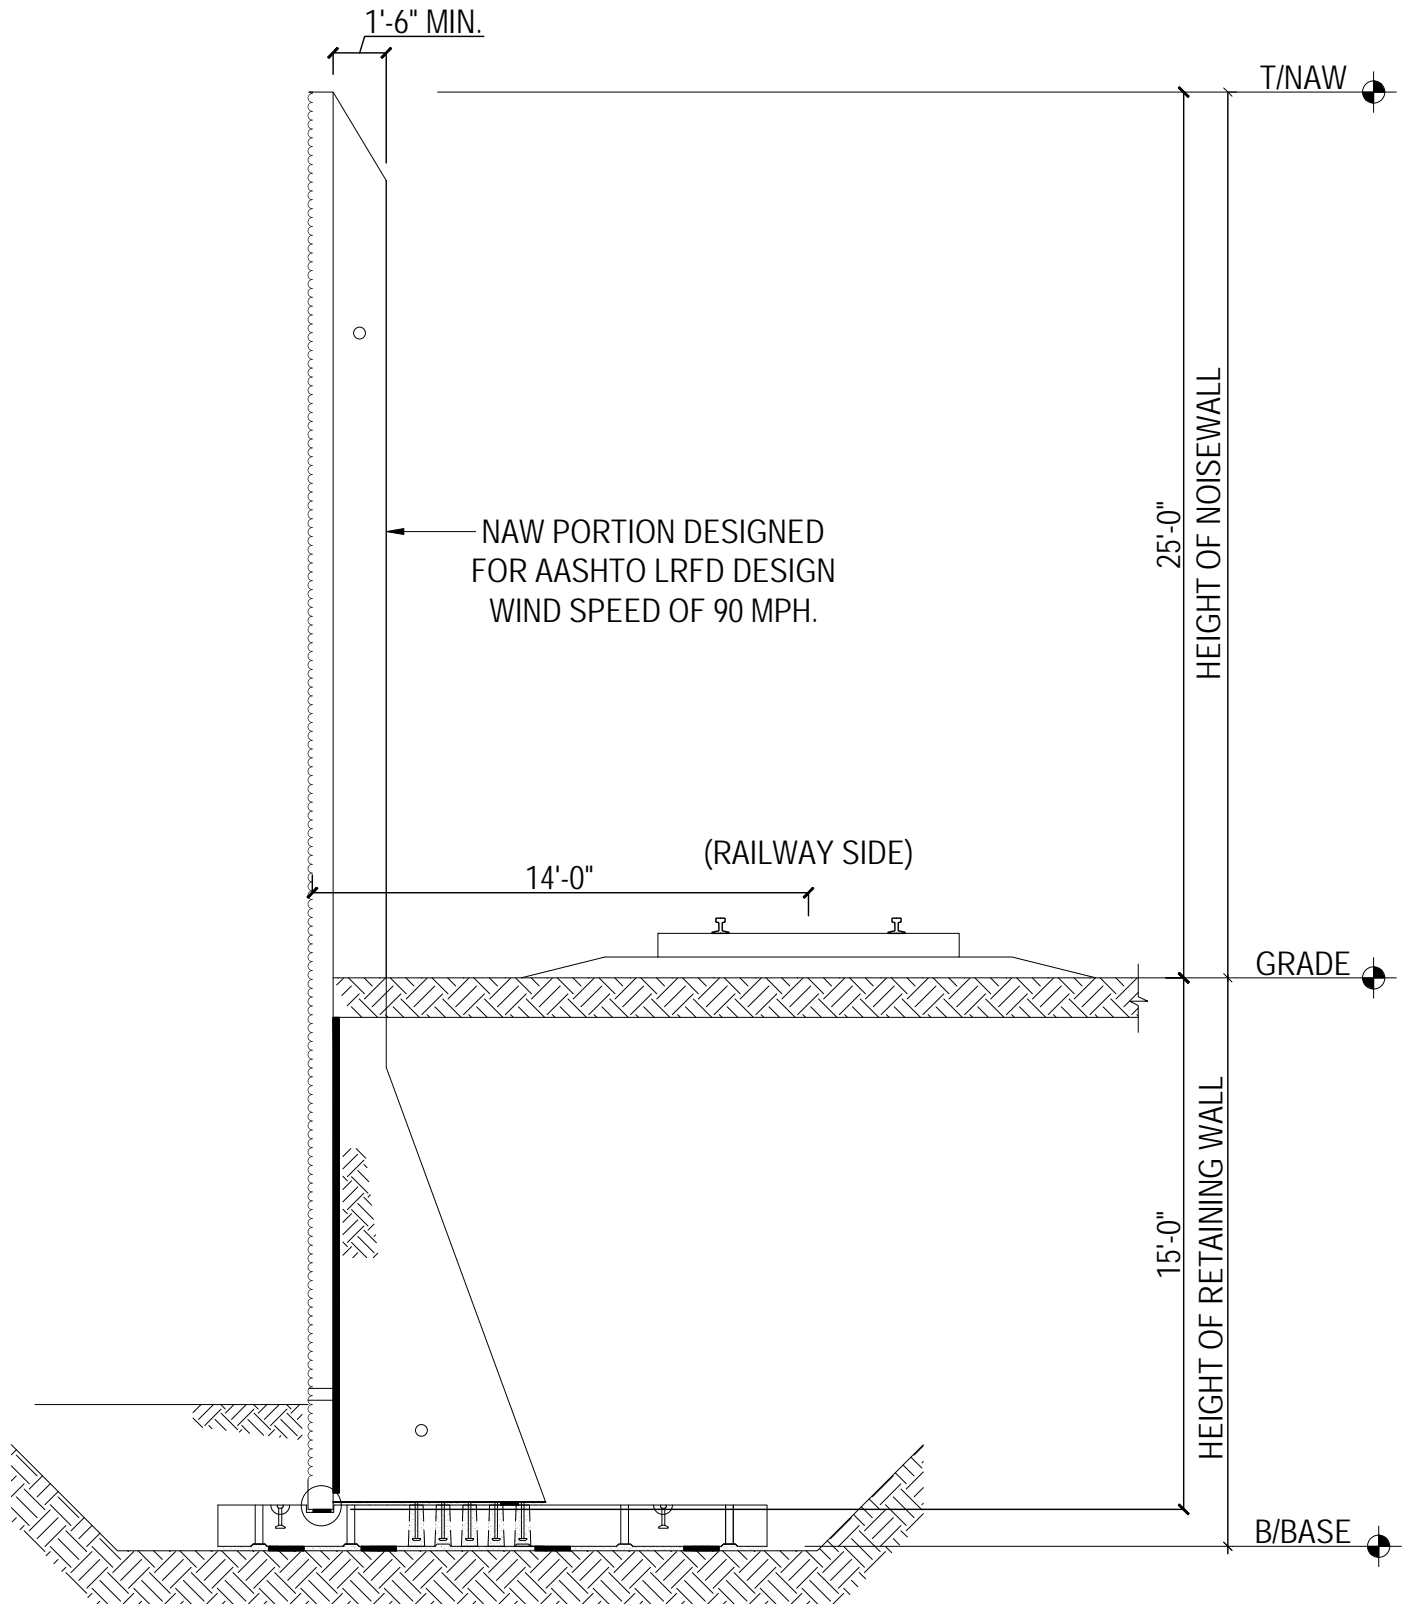 1'-6" MIN.
T/NAW
HEIGHT OF NOISEWALL
25'-0"
NAW PORTION DESIGNED
FOR AASHTO LRFD DESIGN
WIND SPEED OF 90 MPH.
(RAILWAY SIDE)
14'-0"
GRADE
HEIGHT OF RETAINING WALL
15'-0"
B/BASE